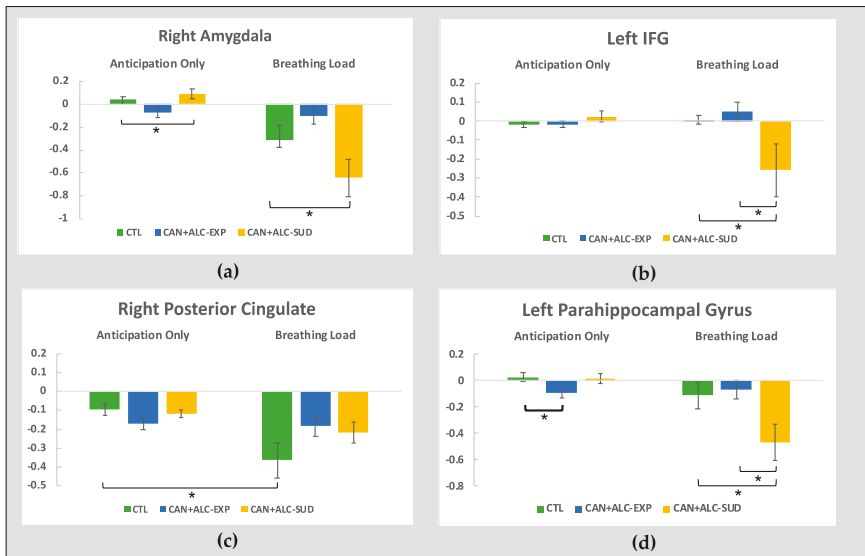 Right Amygdala
Anticipation Only Breathing Load
0.2
0
-0.2
-0.4
-0.6
-0.8
-1
*
*
CTL CAN+ALC-EXP CAN+ALC-SUD
(a)
Left IFG
Anticipation Only Breathing Load
0.2
0.1
0
-0.1
-0.2
-0.3
-0.4
-0.5
*
*
CTL CAN+ALC-EXP CAN+ALC-SUD
(b)
Right Posterior Cingulate
Anticipation Only Breathing Load
0.2
0.1
0
-0.1
-0.2
-0.3
-0.4
-0.5
*
CTL CAN+ALC-EXP CAN+ALC-SUD
(c)
Left Parahippocampal Gyrus
Anticipation Only Breathing Load
0.2
0
-0.2
-0.4
-0.6
-0.8
*
*
*
CTL CAN+ALC-EXP CAN+ALC-SUD
(d)